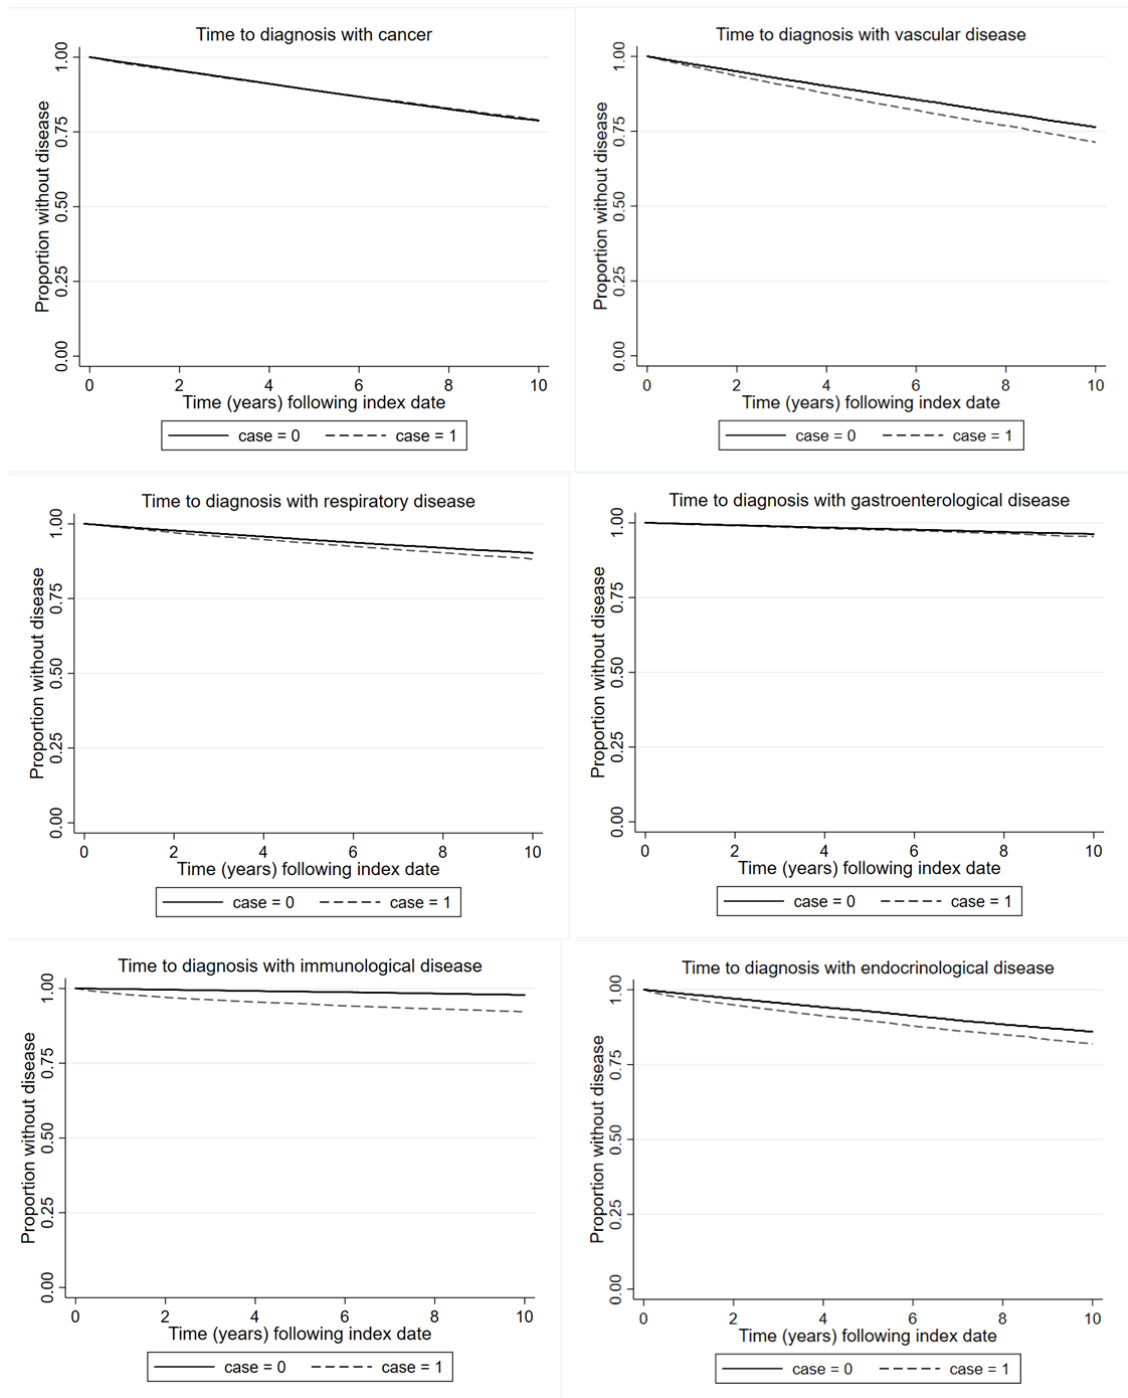 Time to diagnosis with cancer
Proportion without disease
1.00
0.75
0.50
0.25
0.00
0 2 4 6 8 10
Time (years) following index date
case = 0 case = 1
Time to diagnosis with vascular disease
Proportion without disease
1.00
0.75
0.50
0.25
0.00
0 2 4 6 8 10
Time (years) following index date
case = 0 case = 1
Time to diagnosis with respiratory disease
Proportion without disease
1.00
0.75
0.50
0.25
0.00
0 2 4 6 8 10
Time (years) following index date
case = 0 case = 1
Time to diagnosis with gastroenterological disease
Proportion without disease
1.00
0.75
0.50
0.25
0.00
0 2 4 6 8 10
Time (years) following index date
case = 0 case = 1
Time to diagnosis with immunological disease
Proportion without disease
1.00
0.75
0.50
0.25
0.00
0 2 4 6 8 10
Time (years) following index date
case = 0 case = 1
Time to diagnosis with endocrinological disease
Proportion without disease
1.00
0.75
0.50
0.25
0.00
0 2 4 6 8 10
Time (years) following index date
case = 0 case = 1